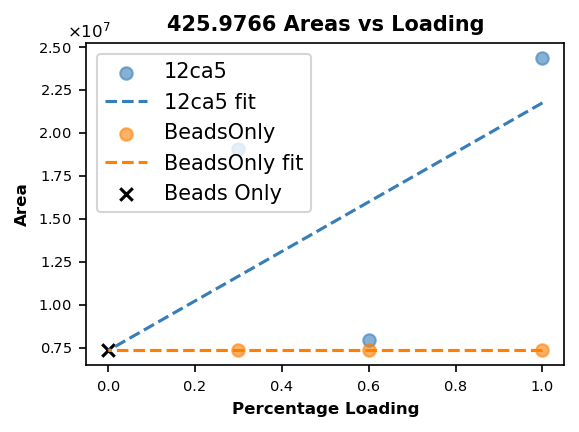 425.9766 Areas vs Loading
×10⁷
2.50
2.25
2.00
1.75
1.50
1.25
1.00
0.75
Area
12ca5
12ca5 fit
BeadsOnly
BeadsOnly fit
Beads Only
0.0 0.2 0.4 0.6 0.8 1.0
Percentage Loading